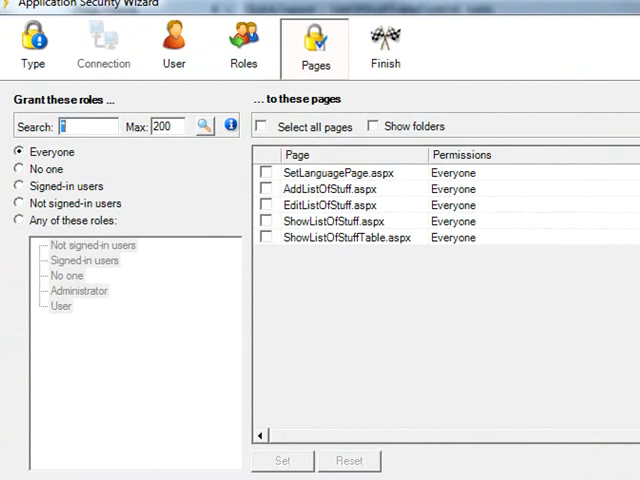 Application Security Wizard
Type
Connection
User
Roles
Pages
Finish
Grant these roles ...
... to these pages
Search:
Max: 200
Select all pages
Show folders
Everyone
No one
Signed-in users
Not signed-in users
Any of these roles:
Not signed-in users
Signed-in users
No one
Administrator
User
Page Permissions
SetLanguagePage.aspx Everyone
AddListOfStuff.aspx Everyone
EditListOfStuff.aspx Everyone
ShowListOfStuff.aspx Everyone
ShowListOfStuffTable.aspx Everyone
Set
Reset